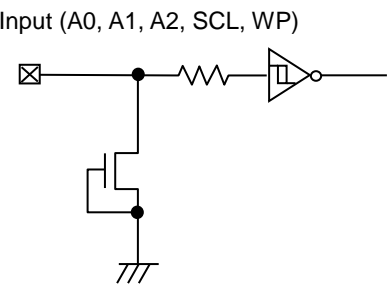 Input (A0, A1, A2, SCL, WP)